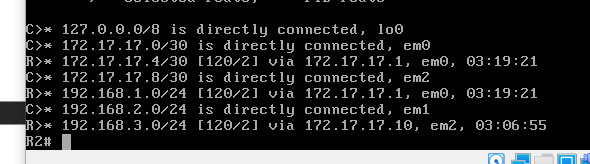 C>* 127.0.0.0/8 is directly connected, lo0
C>* 172.17.17.0/30 is directly connected, em0
R>* 172.17.17.4/30 [120/2] via 172.17.17.1, em0, 03:19:21
C>* 172.17.17.8/30 is directly connected, em2
R>* 192.168.1.0/24 [120/2] via 172.17.17.1, em0, 03:19:21
C>* 192.168.2.0/24 is directly connected, em1
R>* 192.168.3.0/24 [120/2] via 172.17.17.10, em2, 03:06:55
R2#